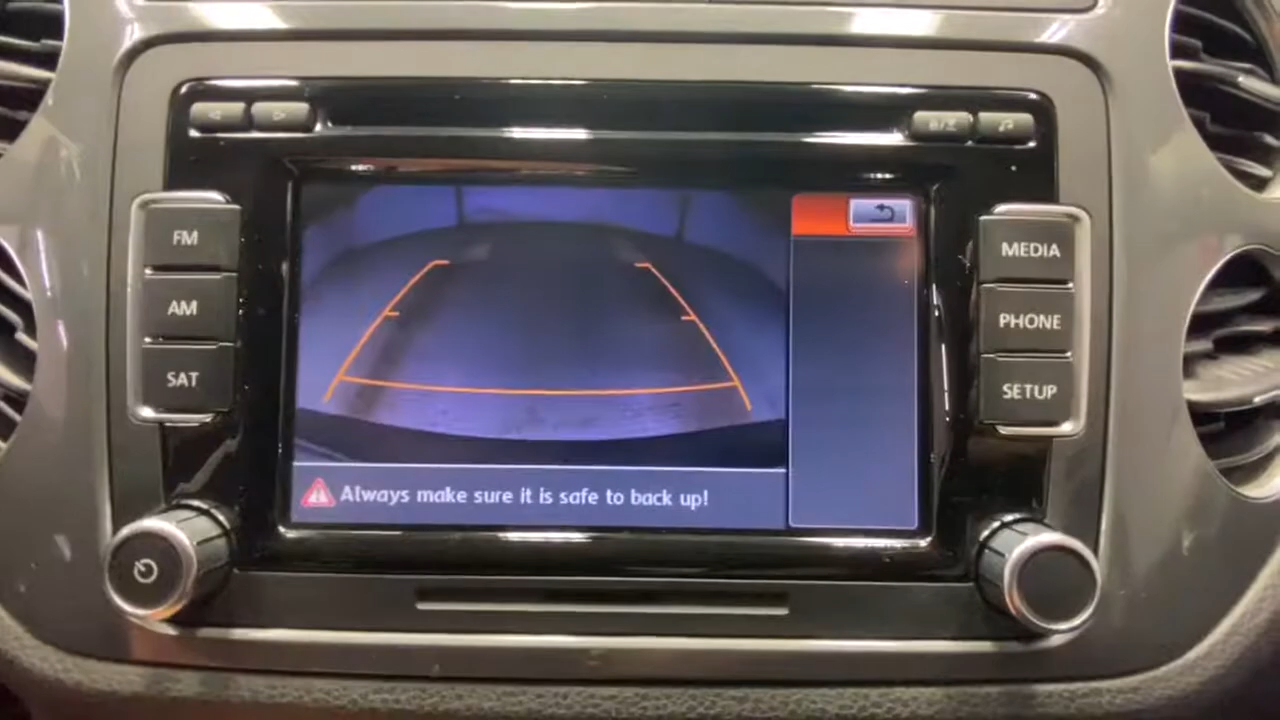 FM
AM
SAT
MEDIA
PHONE
SETUP
Always make sure it is safe to back up!